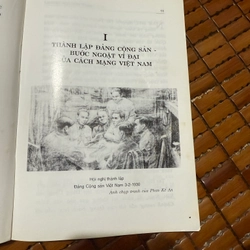 I
THÀNH LẬP ĐẢNG CỘNG SẢN -
BƯỚC NGOẶT VĨ ĐẠI
CỦA CÁCH MẠNG VIỆT NAM
Hội nghị thành lập
Đảng Cộng sản Việt Nam 3-2-1930
Ảnh chụp tranh của Phan Kế An